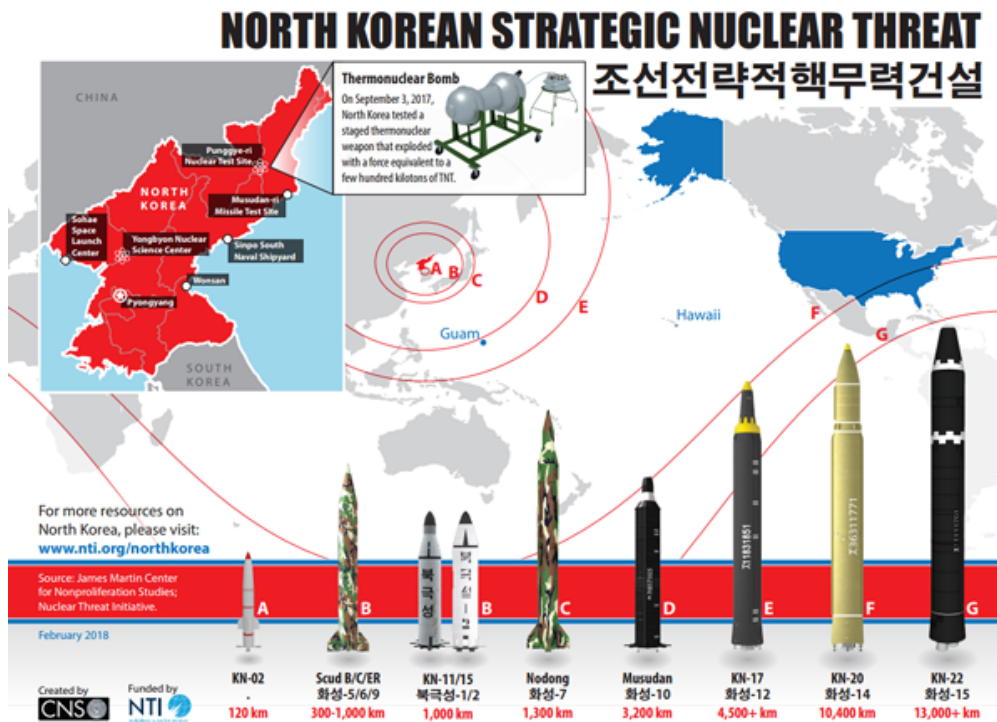 NORTH KOREAN STRATEGIC NUCLEAR THREAT
조선전략적핵무력건설
CHINA
Thermonuclear Bomb
On September 3, 2017,
North Korea tested a
staged thermonuclear
weapon that exploded
with a force equivalent to a
few hundred kilotons of TNT.
Punggye-ri
Nuclear Test Site
NORTH
KOREA
Musudan-ri
Missile Test Site
Sohae
Space
Launch
Center
Yongbyon Nuclear
Science Center
Sinpo South
Naval Shipyard
Wonsan
Pyongyang
SOUTH
KOREA
A
B
C
D
E
F
G
Guam
Hawaii
For more resources on
North Korea, please visit:
www.nti.org/northkorea
Source: James Martin Center
for Nonproliferation Studies;
Nuclear Threat Initiative.
February 2018
북극성
A
B
B
C
D
E
F
G
KN-02
Scud B/C/ER
KN-11/15
Nodong
Musudan
KN-17
KN-20
KN-22
-
화성-5/6/9
북극성-1/2
화성-7
화성-10
화성-12
화성-14
화성-15
120 km
300-1,000 km
1,000 km
1,300 km
3,200 km
4,500+ km
10,400 km
13,000+ km
Created by
CNS
Funded by
NTI